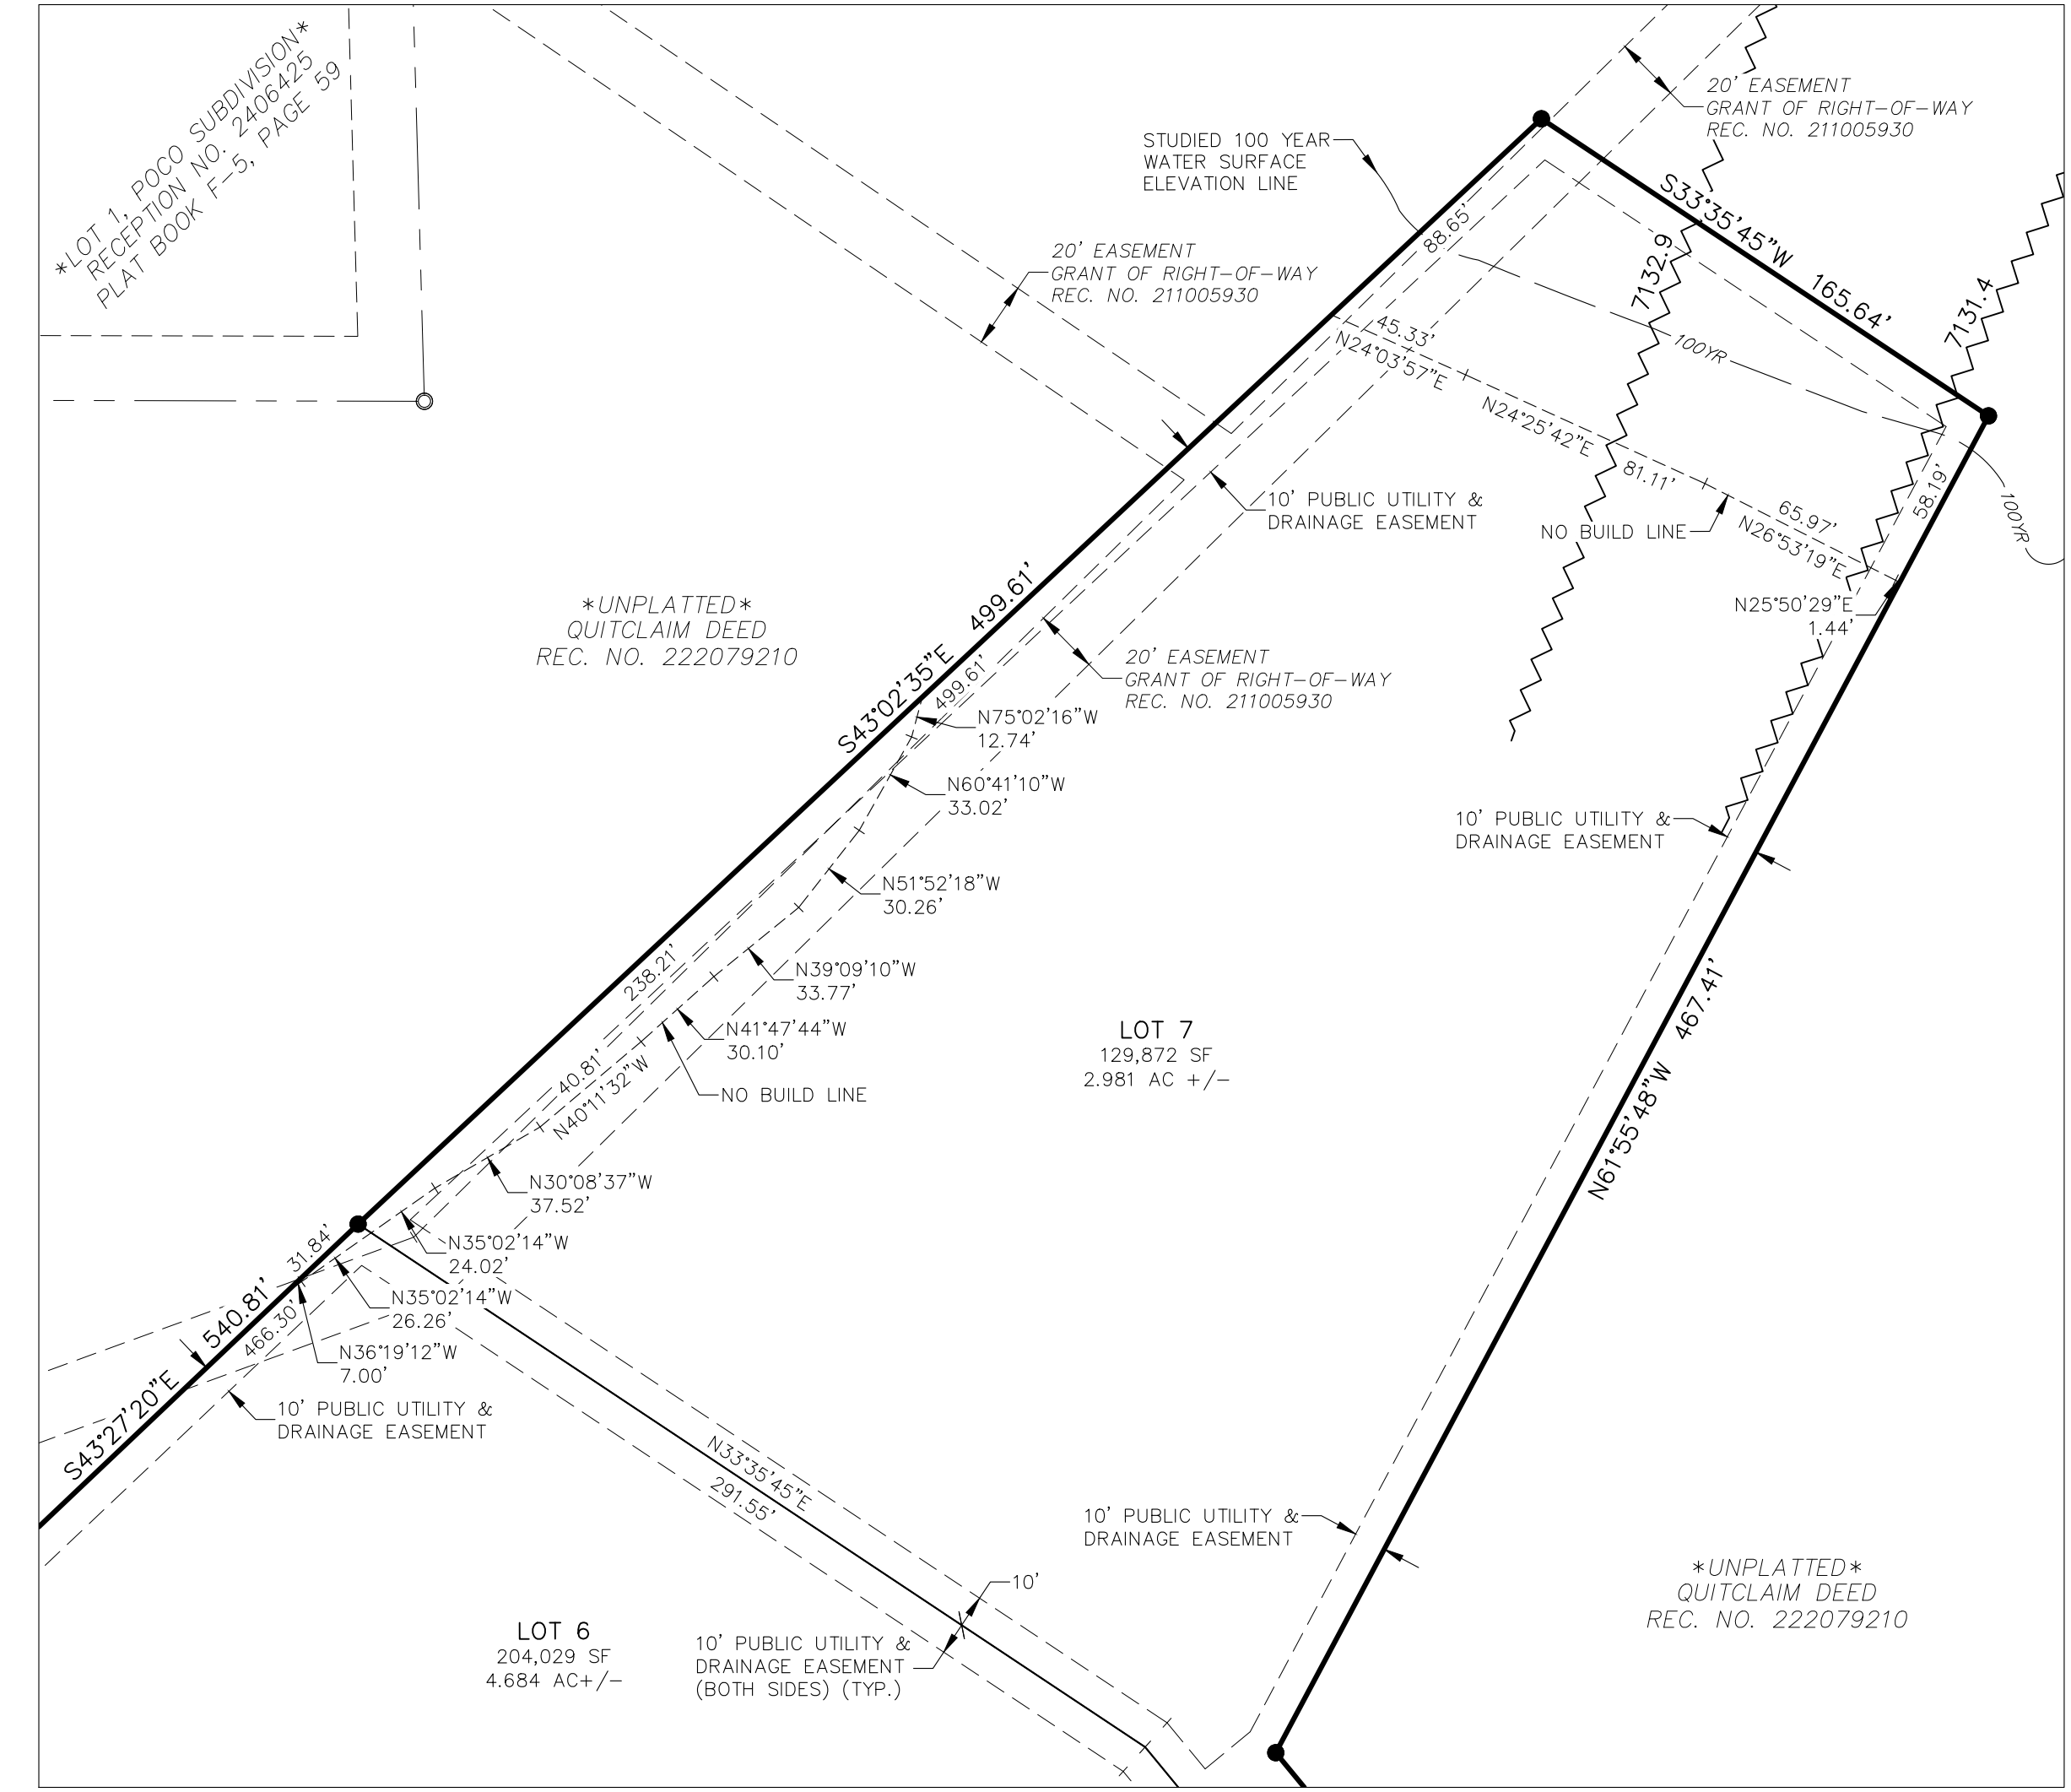 *LOT 1, POCO SUBDIVISION*
RECEPTION NO. 2406425
PLAT BOOK F-5, PAGE 59
20' EASEMENT
GRANT OF RIGHT-OF-WAY
REC. NO. 211005930
STUDIED 100 YEAR
WATER SURFACE
ELEVATION LINE
S33°35'45"W 165.64'
88.65'
7132.9
7131.4
20' EASEMENT
GRANT OF RIGHT-OF-WAY
REC. NO. 211005930
45.33'
N24°03'57"E
100YR
N24°25'42"E
81.11'
58.19'
100YR
10' PUBLIC UTILITY &
DRAINAGE EASEMENT
NO BUILD LINE
65.97'
N26°53'19"E
N25°50'29"E
1.44'
*UNPLATTED*
QUITCLAIM DEED
REC. NO. 222079210
S43°02'35"E 499.61'
499.61'
20' EASEMENT
GRANT OF RIGHT-OF-WAY
REC. NO. 211005930
N75°02'16"W
12.74'
N60°41'10"W
33.02'
10' PUBLIC UTILITY &
DRAINAGE EASEMENT
N51°52'18"W
30.26'
238.21'
N39°09'10"W
33.77'
N41°47'44"W
30.10'
NO BUILD LINE
LOT 7
129,872 SF
2.981 AC +/-
N61°55'48"W 467.41'
40.81'
N40°11'32"W
N30°08'37"W
37.52'
31.84'
N35°02'14"W
24.02'
N35°02'14"W
26.26'
N36°19'12"W
7.00'
S43°27'20"E 540.81'
466.30'
10' PUBLIC UTILITY &
DRAINAGE EASEMENT
N33°35'45"E
291.55'
10' PUBLIC UTILITY &
DRAINAGE EASEMENT
*UNPLATTED*
QUITCLAIM DEED
REC. NO. 222079210
10'
LOT 6
204,029 SF
4.684 AC+/-
10' PUBLIC UTILITY &
DRAINAGE EASEMENT
(BOTH SIDES) (TYP.)